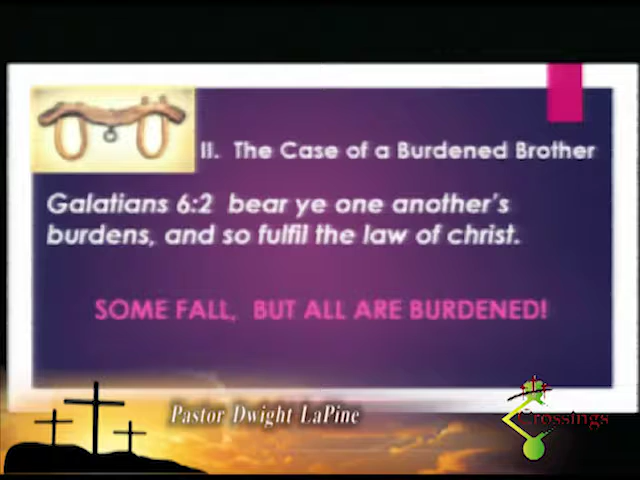 II. The Case of a Burdened Brother
Galatians 6:2 bear ye one another's
burdens, and so fulfil the law of christ.
SOME FALL, BUT ALL ARE BURDENED!
Pastor Dwight LaPine
Crossings